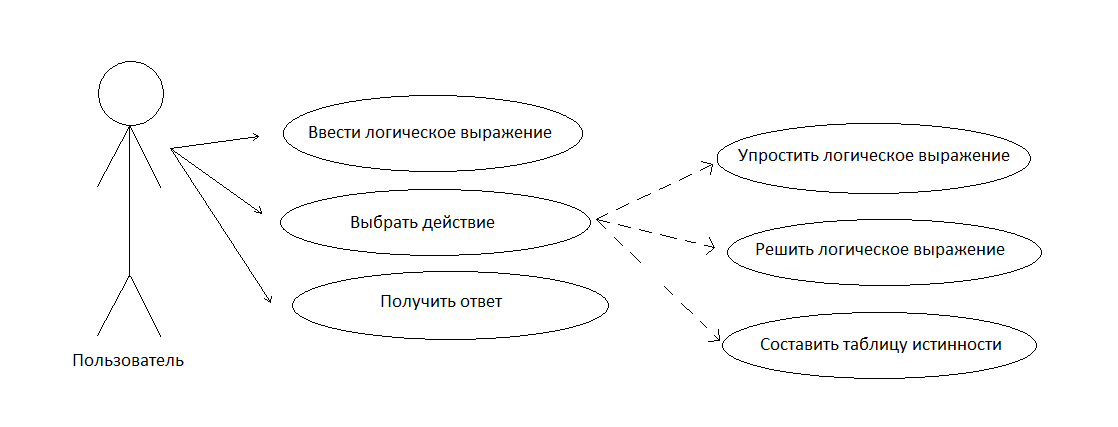 Ввести логическое выражение
Упростить логическое выражение
Выбрать действие
Решить логическое выражение
Получить ответ
Составить таблицу истинности
Пользователь